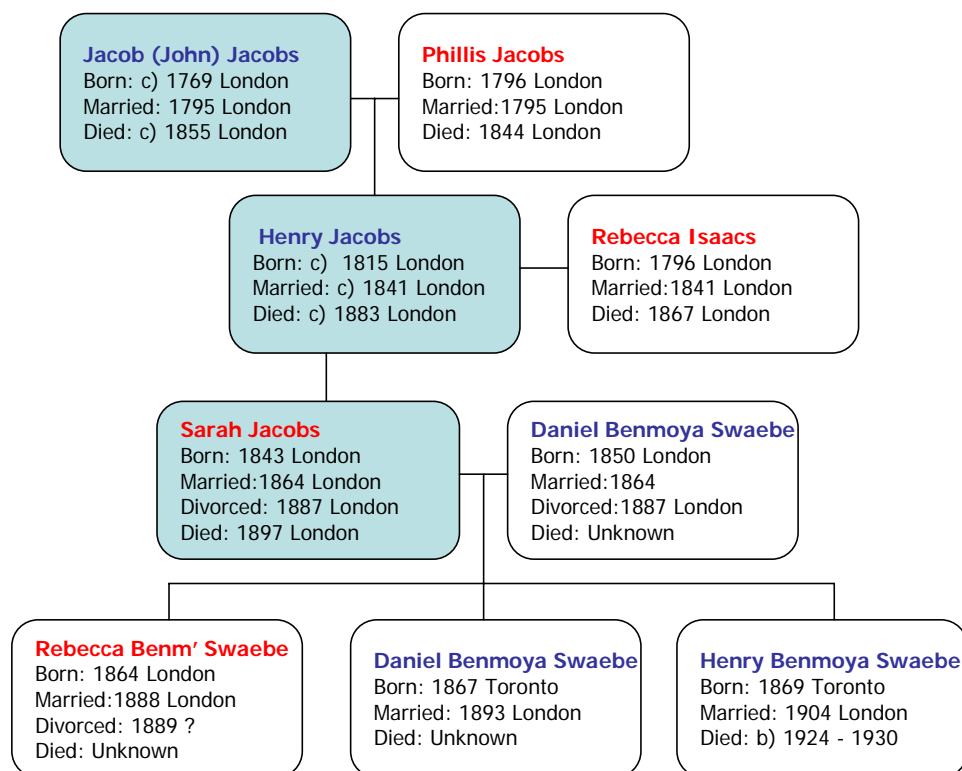 Jacob (John) Jacobs
Born: c) 1769 London
Married: 1795 London
Died: c) 1855 London
Phillis Jacobs
Born: 1796 London
Married:1795 London
Died: 1844 London
Henry Jacobs
Born: c) 1815 London
Married: c) 1841 London
Died: c) 1883 London
Rebecca Isaacs
Born: 1796 London
Married:1841 London
Died: 1867 London
Sarah Jacobs
Born: 1843 London
Married:1864 London
Divorced: 1887 London
Died: 1897 London
Daniel Benmoya Swaebe
Born: 1850 London
Married:1864
Divorced:1887 London
Died: Unknown
Rebecca Benm' Swaebe
Born: 1864 London
Married:1888 London
Divorced: 1889 ?
Died: Unknown
Daniel Benmoya Swaebe
Born: 1867 Toronto
Married: 1893 London
Died: Unknown
Henry Benmoya Swaebe
Born: 1869 Toronto
Married: 1904 London
Died: b) 1924 - 1930